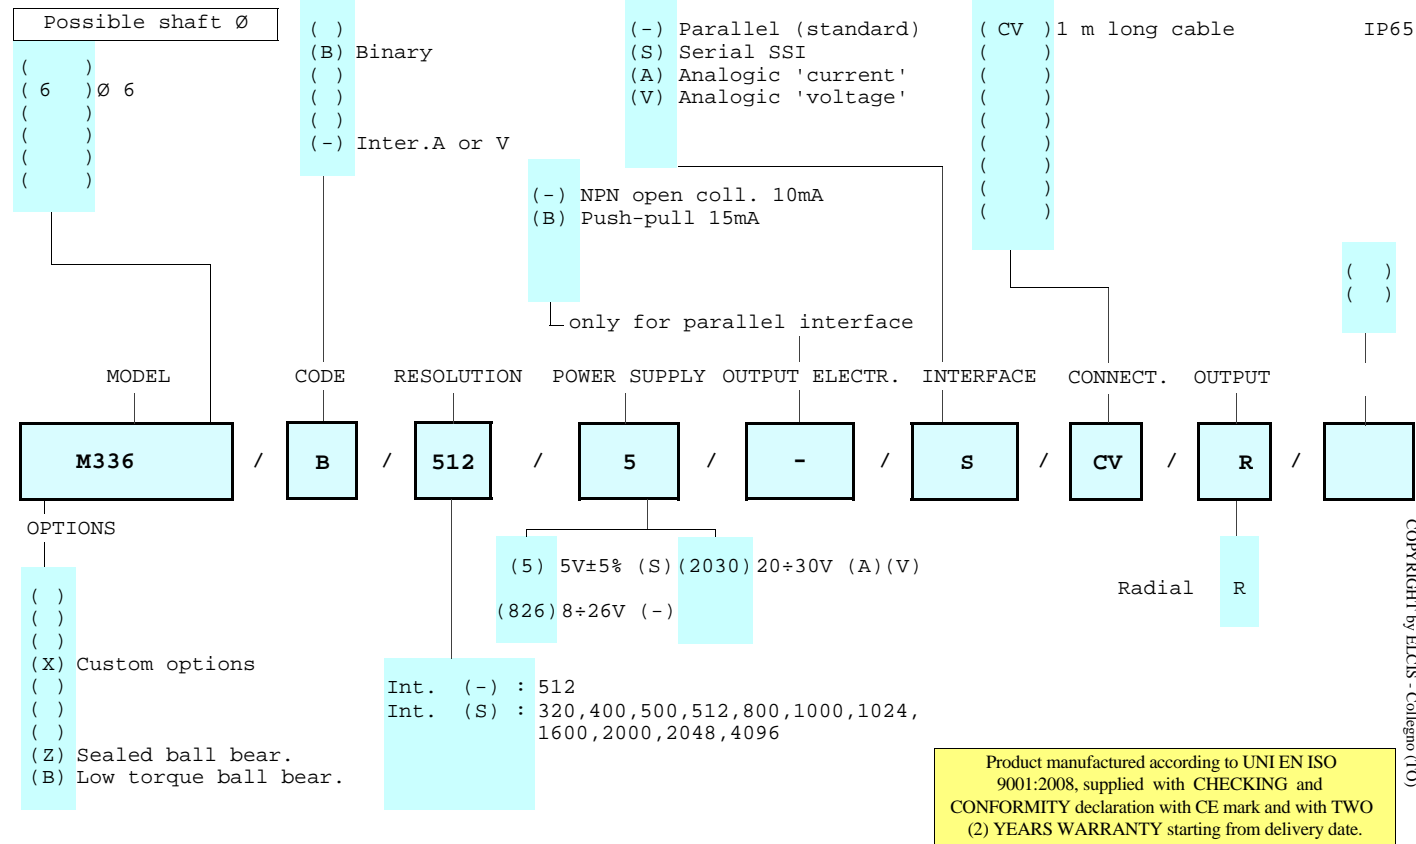 Possible shaft Ø
( )
( 6 ) Ø 6
( )
( )
( )
( )
( )
(B) Binary
( )
( )
( )
(-) Inter.A or V
(-) Parallel (standard)
(S) Serial SSI
(A) Analogic 'current'
(V) Analogic 'voltage'
(-) NPN open coll. 10mA
(B) Push-pull 15mA
only for parallel interface
( CV ) 1 m long cable
( )
( )
( )
( )
( )
( )
( )
( )
IP65
( )
( )
MODEL CODE RESOLUTION POWER SUPPLY OUTPUT ELECTR. INTERFACE CONNECT. OUTPUT
M336 / B / 512 / 5 / - / S / CV / R /
OPTIONS
( )
( )
( )
(X) Custom options
( )
( )
( )
(Z) Sealed ball bear.
(B) Low torque ball bear.
(5) 5V±5% (S) (2030) 20÷30V (A)(V)
(826) 8÷26V (-)
Int. (-) : 512
Int. (S) : 320,400,500,512,800,1000,1024,
1600,2000,2048,4096
Radial R
Product manufactured according to UNI EN ISO
9001:2008, supplied with CHECKING and
CONFORMITY declaration with CE mark and with TWO
(2) YEARS WARRANTY starting from delivery date.
COPYRIGHT by ELCIS - Collegno (TO)